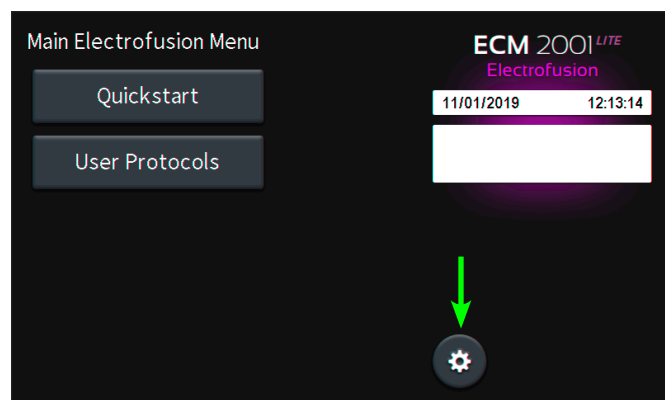 Main Electrofusion Menu
Quickstart
User Protocols
ECM 2001 LITE
Electrofusion
11/01/2019 12:13:14